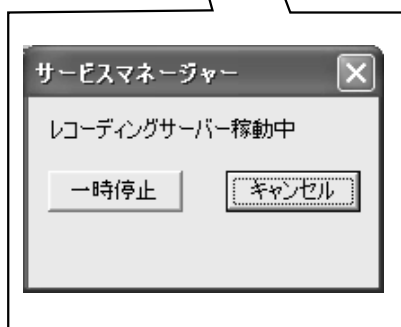 サービスマネージャー
レコーディングサーバー稼動中
一時停止
キャンセル